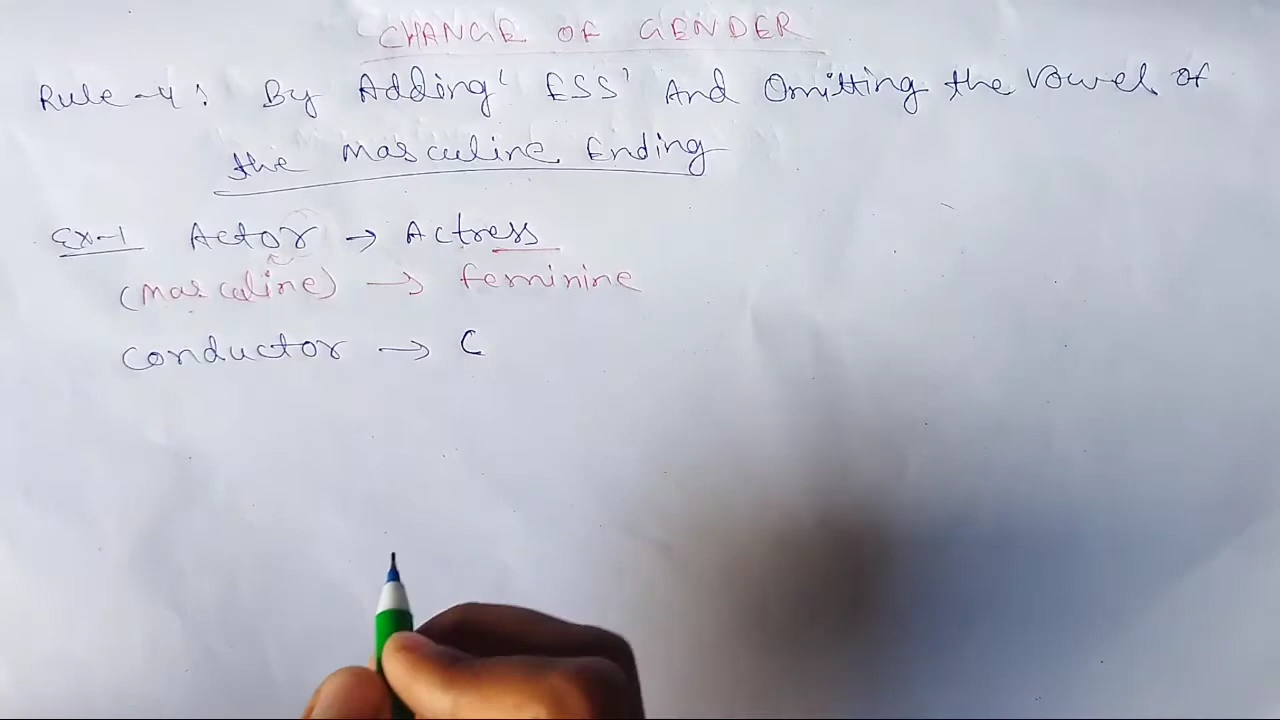 CHANGE OF GENDER
Rule-4: By Adding 'ESS' And Omitting the Vowel of
the Masculine Ending
Ex-1 Actor → Actress
(Masculine) → feminine
conductor → C